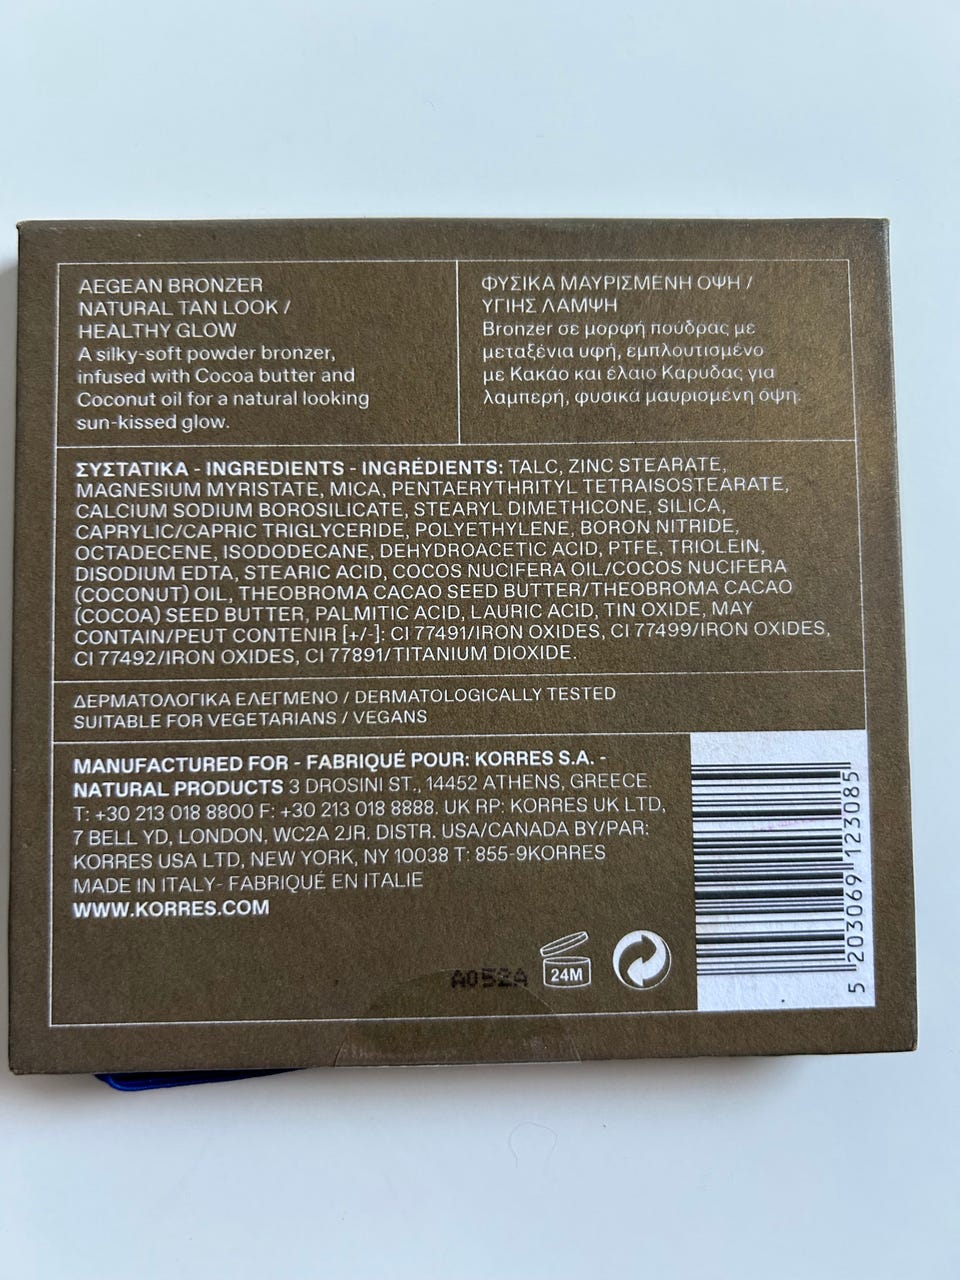 AEGEAN BRONZER
NATURAL TAN LOOK /
HEALTHY GLOW
A silky-soft powder bronzer,
infused with Cocoa butter and
Coconut oil for a natural looking
sun-kissed glow.
ΦΥΣΙΚΑ ΜΑΥΡΙΣΜΕΝΗ ΟΨΗ /
ΥΓΙΗΣ ΛΑΜΨΗ
Bronzer σε μορφή πούδρας με
μεταξένια υφή, εμπλουτισμένο
με Κακάο και έλαιο Καρύδας για
λαμπερή, φυσικά μαυρισμένη όψη.
ΣΥΣΤΑΤΙΚΑ - INGREDIENTS - INGRÉDIENTS: TALC, ZINC STEARATE,
MAGNESIUM MYRISTATE, MICA, PENTAERYTHRITYL TETRAISOSTEARATE,
CALCIUM SODIUM BOROSILICATE, STEARYL DIMETHICONE, SILICA,
CAPRYLIC/CAPRIC TRIGLYCERIDE, POLYETHYLENE, BORON NITRIDE,
OCTADECENE, ISODODECANE, DEHYDROACETIC ACID, PTFE, TRIOLEIN,
DISODIUM EDTA, STEARIC ACID, COCOS NUCIFERA OIL/COCOS NUCIFERA
(COCONUT) OIL, THEOBROMA CACAO SEED BUTTER/THEOBROMA CACAO
(COCOA) SEED BUTTER, PALMITIC ACID, LAURIC ACID, TIN OXIDE, MAY
CONTAIN/PEUT CONTENIR [+/-]: CI 77491/IRON OXIDES, CI 77499/IRON OXIDES,
CI 77492/IRON OXIDES, CI 77891/TITANIUM DIOXIDE.
ΔΕΡΜΑΤΟΛΟΓΙΚΑ ΕΛΕΓΜΕΝΟ / DERMATOLOGICALLY TESTED
SUITABLE FOR VEGETARIANS / VEGANS
MANUFACTURED FOR - FABRIQUÉ POUR: KORRES S.A. -
NATURAL PRODUCTS 3 DROSINI ST., 14452 ATHENS, GREECE
T: +30 213 018 8800 F: +30 213 018 8888. UK RP: KORRES UK LTD,
7 BELL YD, LONDON, WC2A 2JR. DISTR. USA/CANADA BY/PAR:
KORRES USA LTD, NEW YORK, NY 10038 T: 855-9KORRES
MADE IN ITALY- FABRIQUÉ EN ITALIE
WWW.KORRES.COM
A052A
24M
5 203069 123085